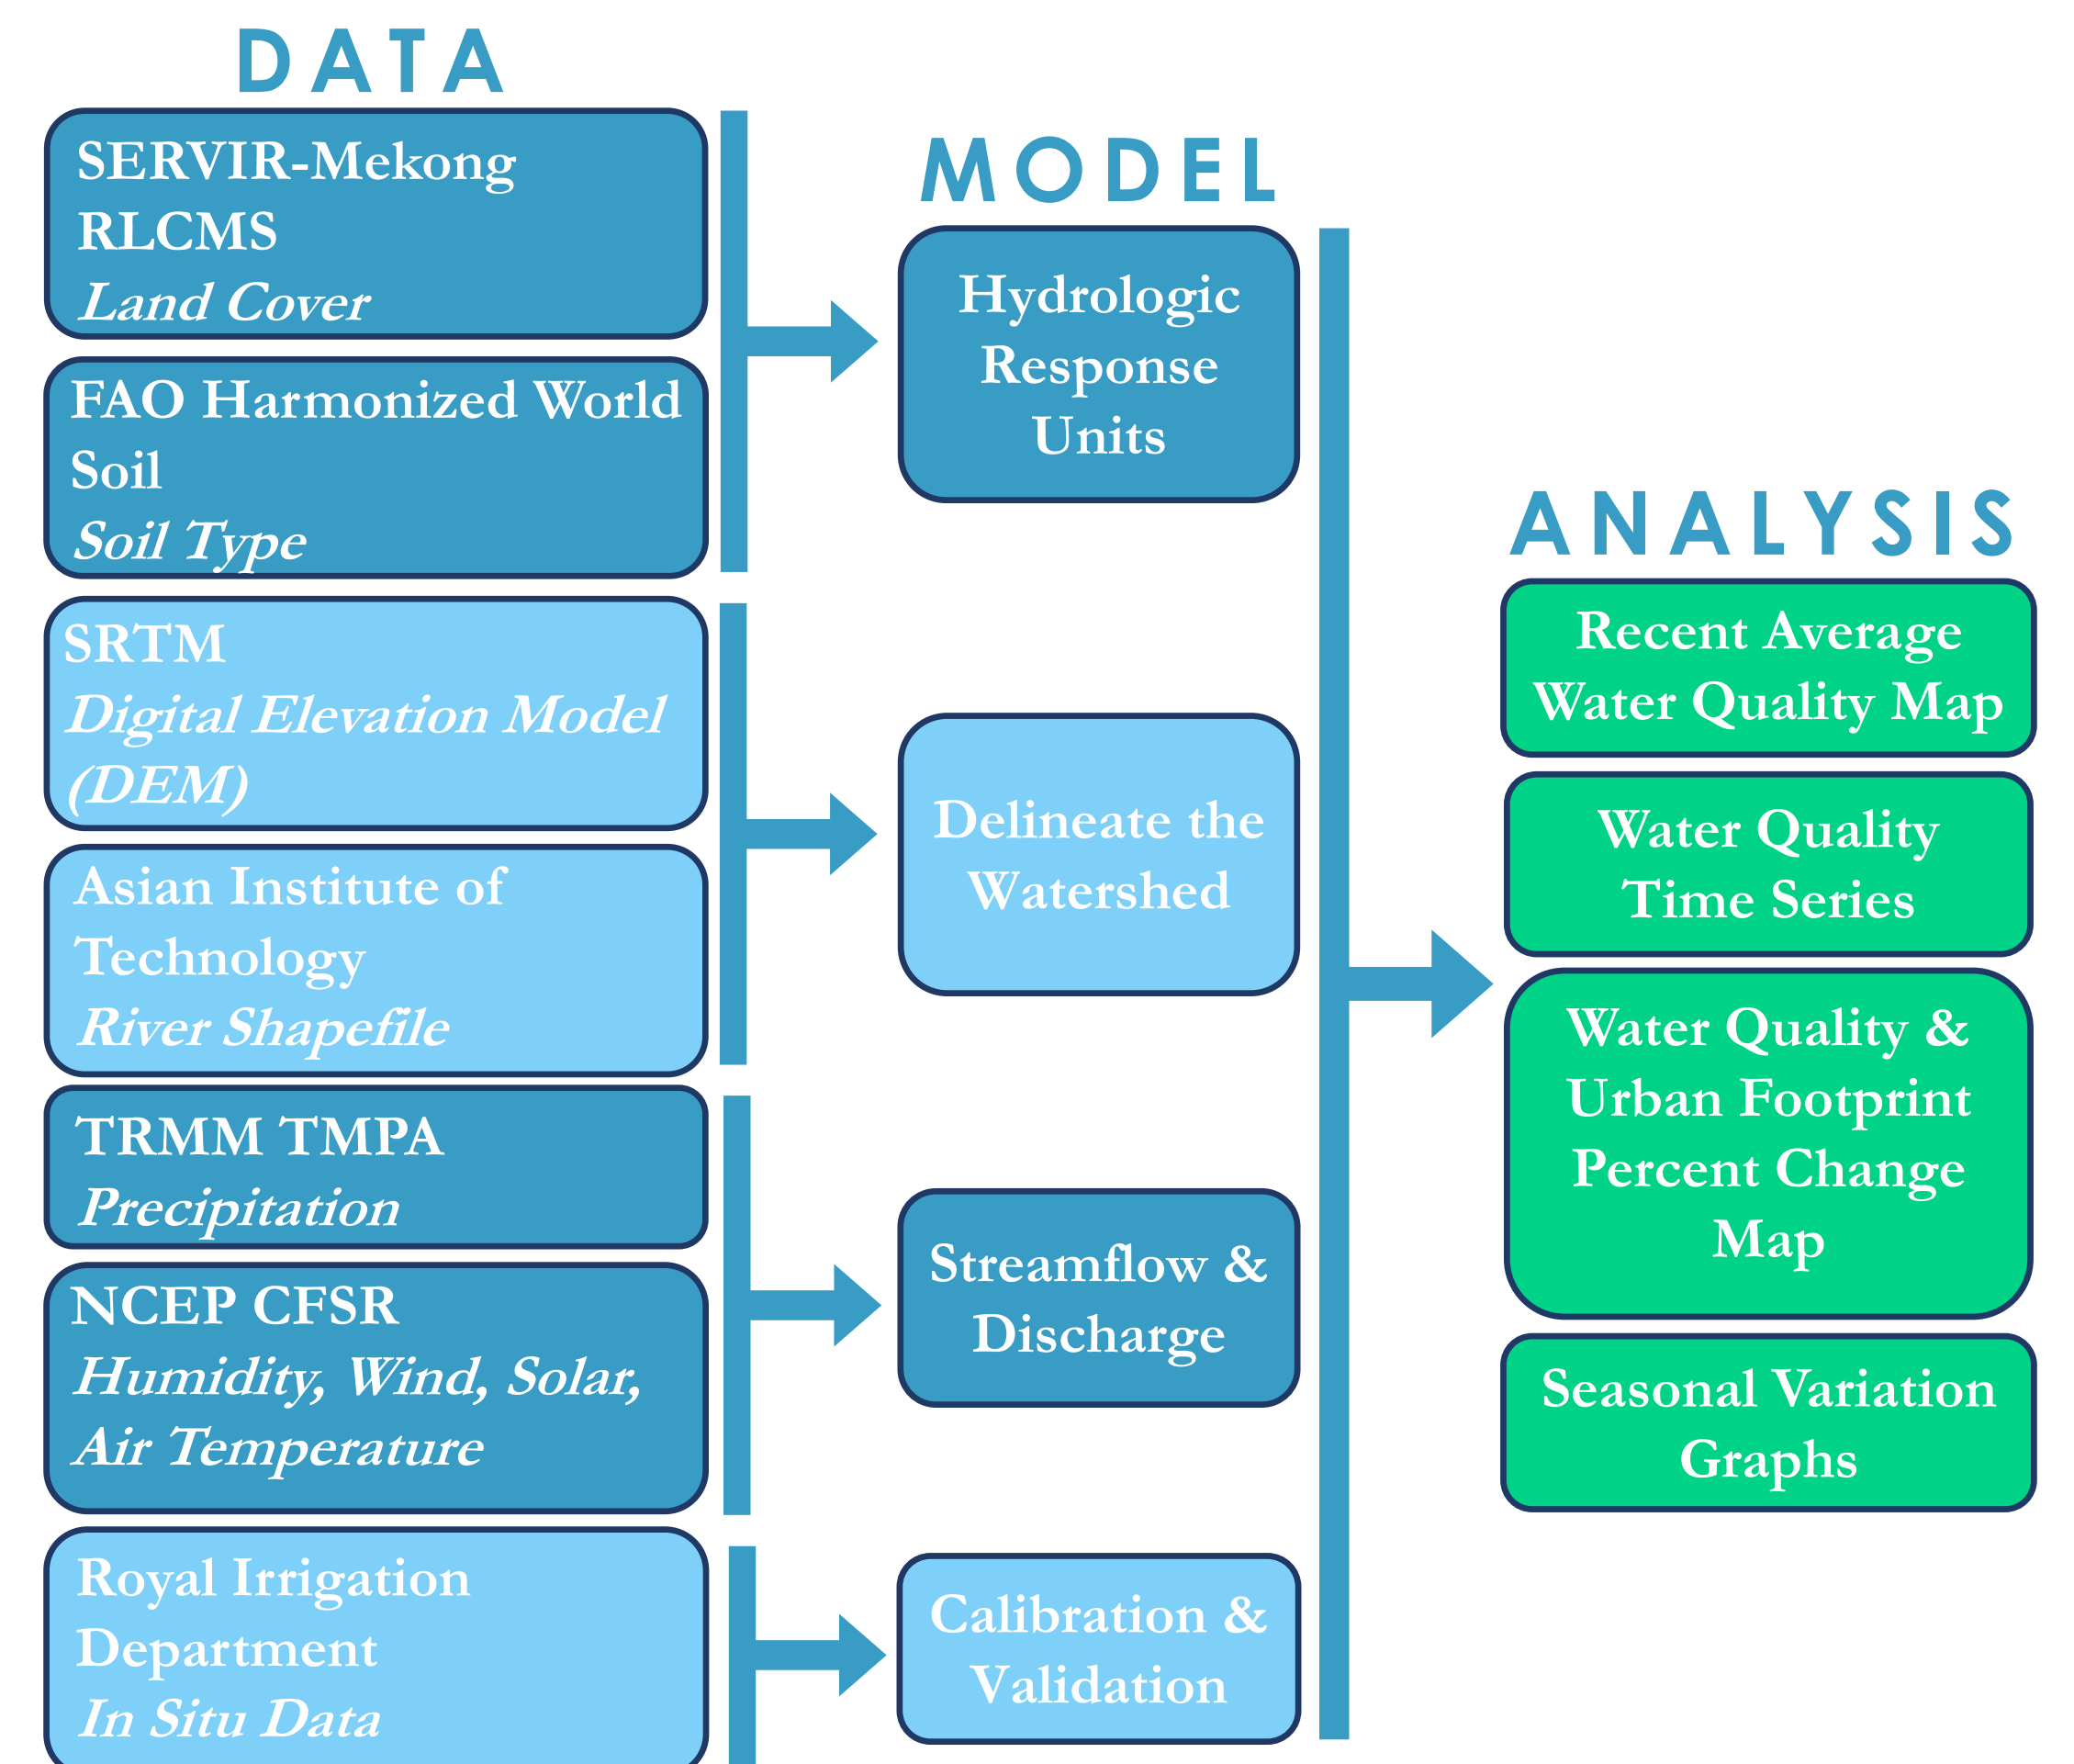 DATA
SERVIR-Mekong
RLCMS
Land Cover
FAO Harmonized World
Soil
Soil Type
SRTM
Digital Elevation Model
(DEM)
Asian Institute of
Technology
River Shapefile
TRMM TMPA
Precipitation
NCEP CFSR
Humidity, Wind, Solar,
Air Temperature
Royal Irrigation
Department
In Situ Data
MODEL
Hydrologic
Response
Units
Delineate the
Watershed
Streamflow &
Discharge
Calibration &
Validation
ANALYSIS
Recent Average
Water Quality Map
Water Quality
Time Series
Water Quality &
Urban Footprint
Percent Change
Map
Seasonal Variation
Graphs